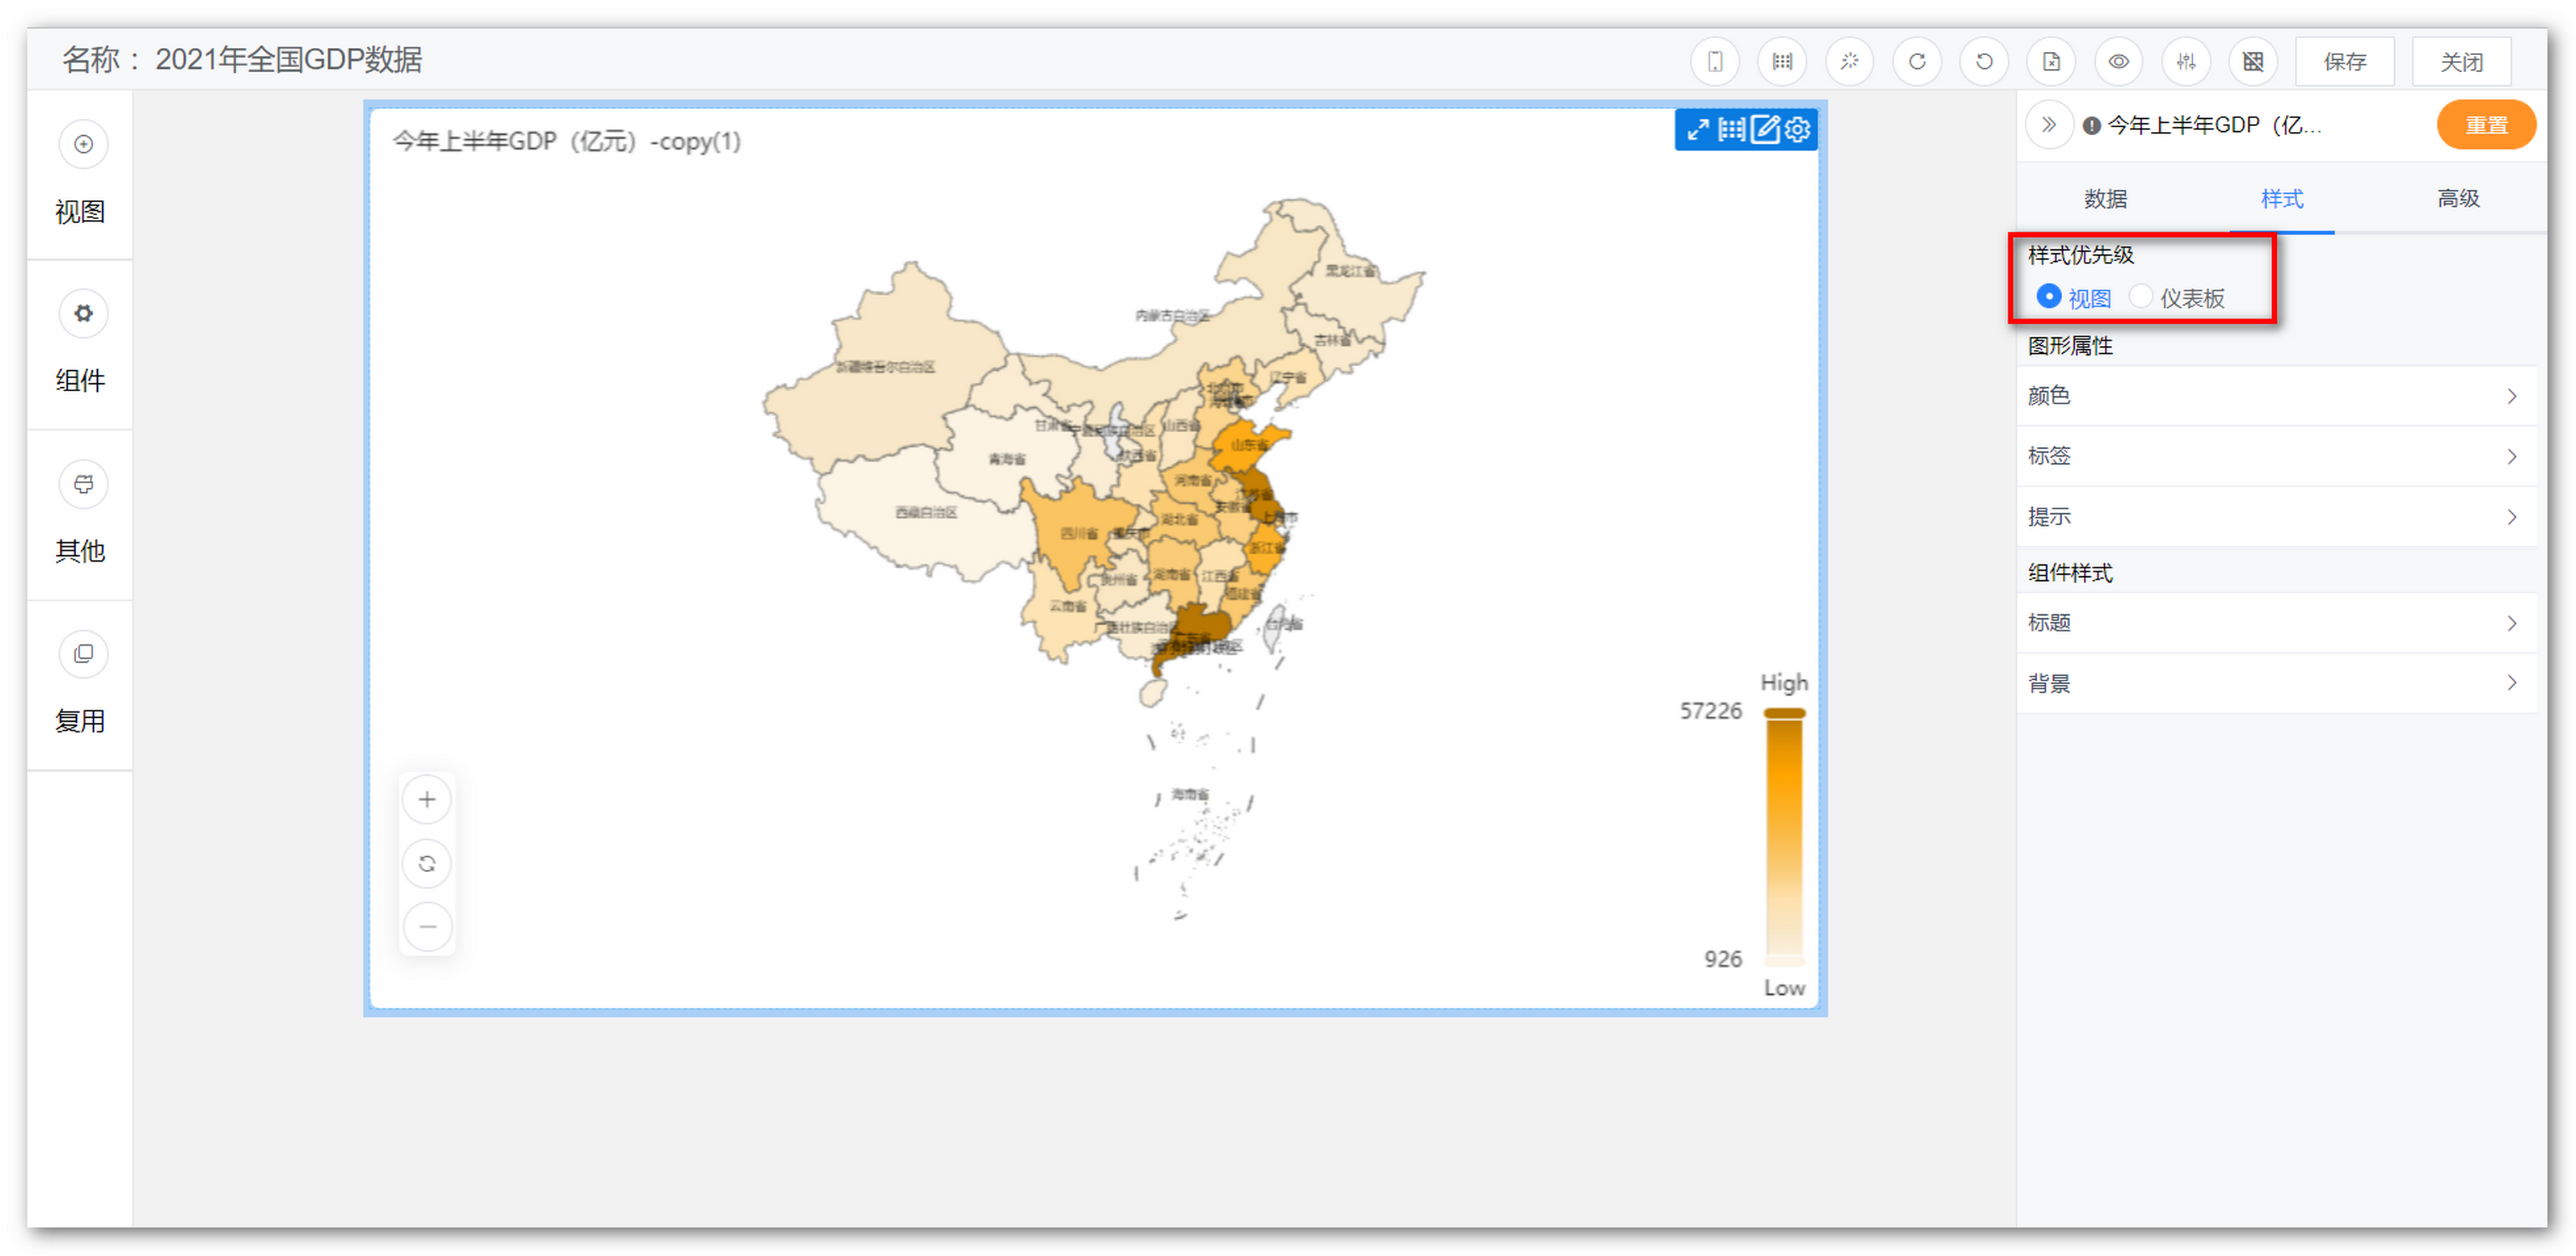 名称： 2021年全国GDP数据
保存
关闭
视图
组件
其他
复用
今年上半年GDP（亿元）-copy(1)
黑龙江省
内蒙古自治区
吉林省
新疆维吾尔自治区
辽宁省
北京市
甘肃省
宁夏回族自治区
山西省
山东省
陕西省
青海省
河南省
江苏省
西藏自治区
安徽省
上海市
湖北省
四川省
重庆市
浙江省
贵州省
湖南省
江西省
福建省
云南省
广西壮族自治区
台湾省
广东省
海南省
High
57226
926
Low
今年上半年GDP（亿...
重置
数据
样式
高级
样式优先级
视图
仪表板
图形属性
颜色
标签
提示
组件样式
标题
背景